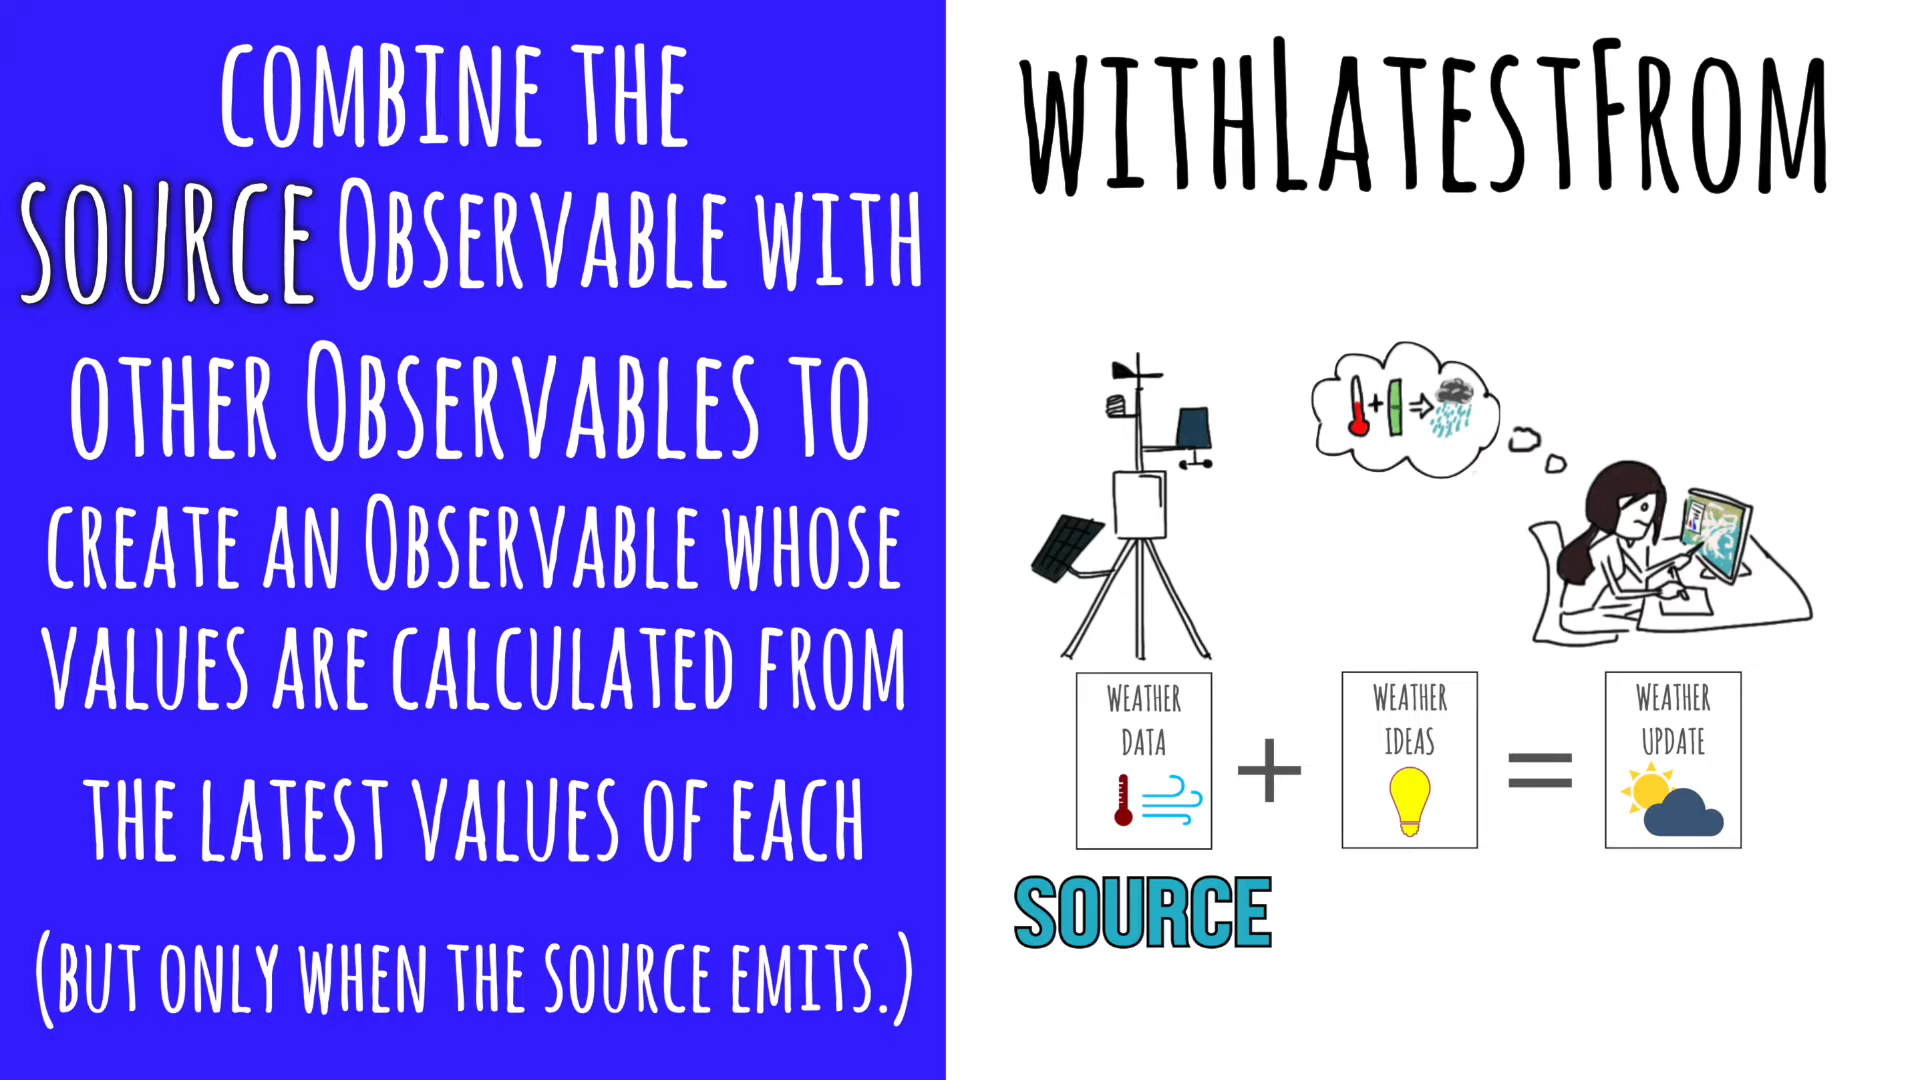 COMBINE THE
SOURCE OBSERVABLE WITH
OTHER OBSERVABLES TO
CREATE AN OBSERVABLE WHOSE
VALUES ARE CALCULATED FROM
THE LATEST VALUES OF EACH
(BUT ONLY WHEN THE SOURCE EMITS.)
WITHLATESTFROM
WEATHER
DATA
+
WEATHER
IDEAS
=
WEATHER
UPDATE
SOURCE